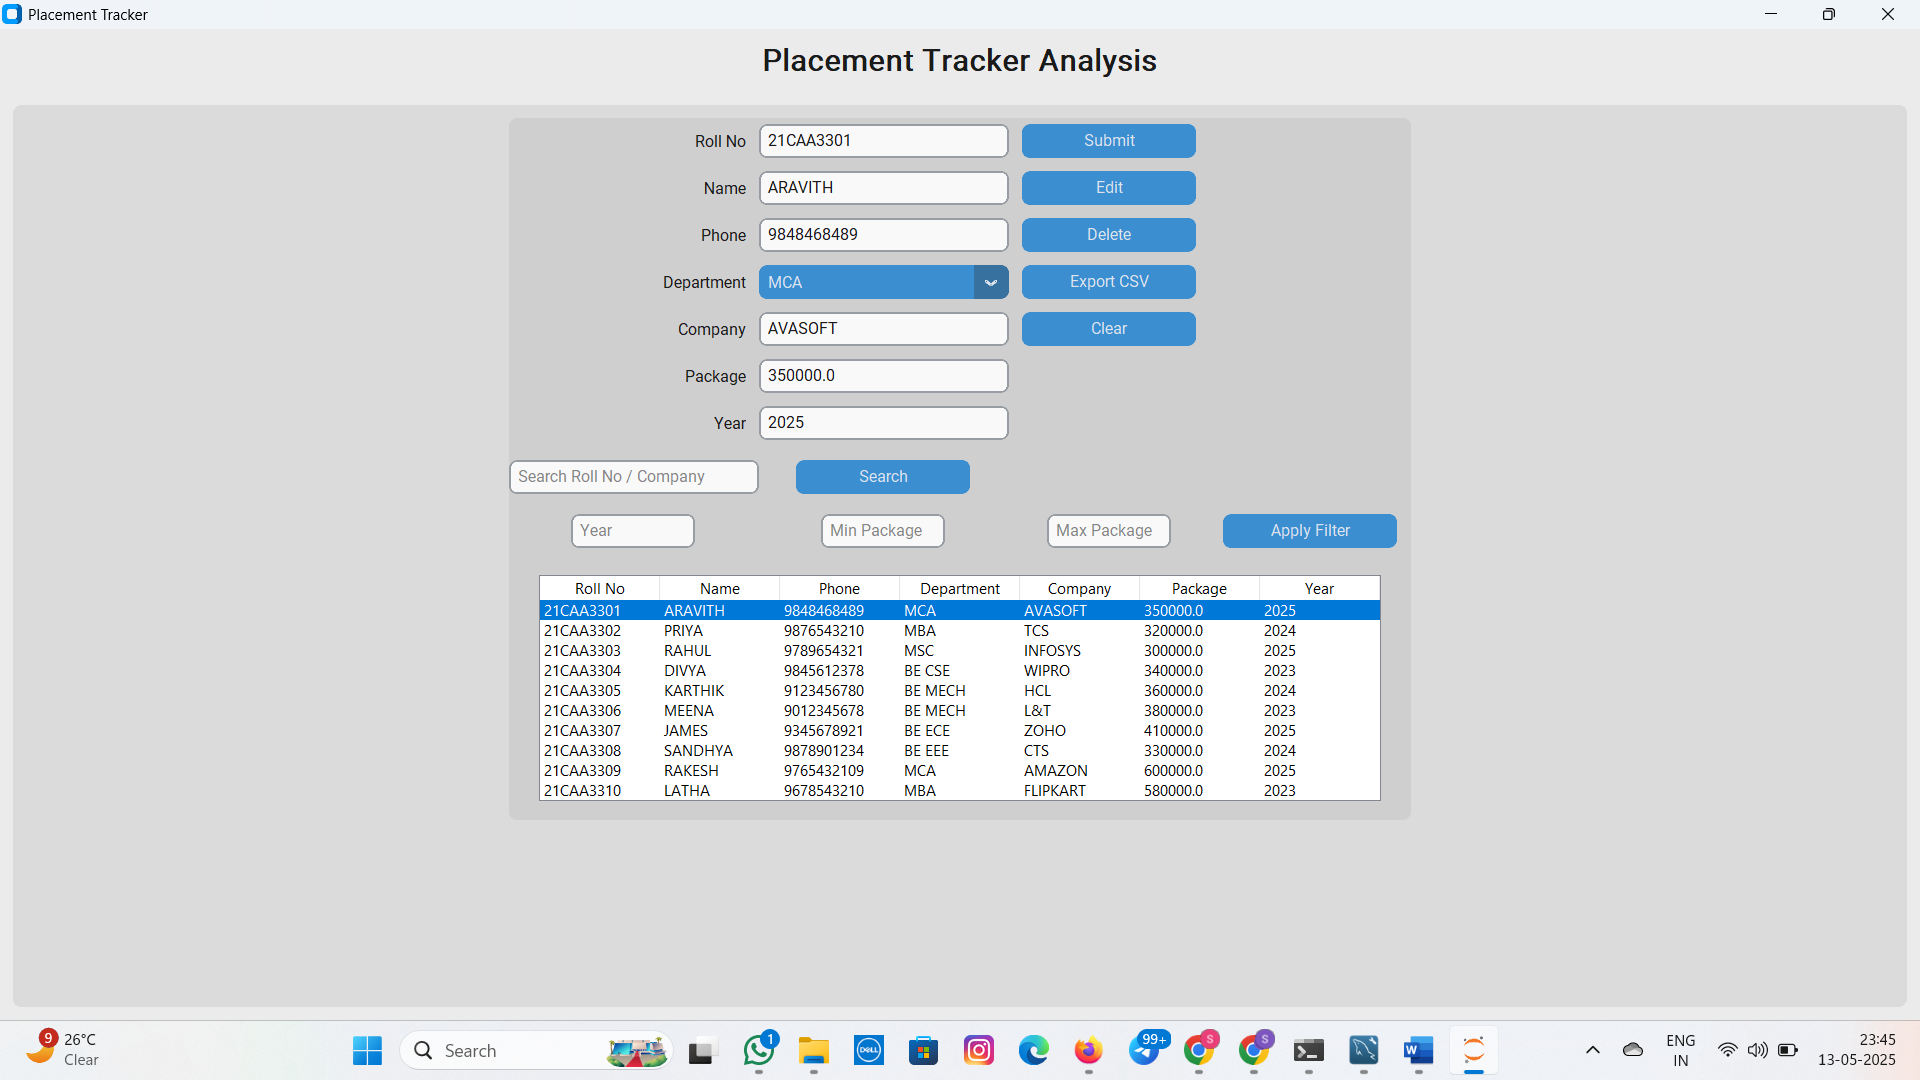 Placement Tracker
Placement Tracker Analysis
Roll No 21CAA3301 Submit
Name ARAVITH Edit
Phone 9848468489 Delete
Department MCA Export CSV
Company AVASOFT Clear
Package 350000.0
Year 2025
Search Roll No / Company Search
Year Min Package Max Package Apply Filter
Roll No Name Phone Department Company Package Year
21CAA3301 ARAVITH 9848468489 MCA AVASOFT 350000.0 2025
21CAA3302 PRIYA 9876543210 MBA TCS 320000.0 2024
21CAA3303 RAHUL 9789654321 MSC INFOSYS 300000.0 2025
21CAA3304 DIVYA 9845612378 BE CSE WIPRO 340000.0 2023
21CAA3305 KARTHIK 9123456780 BE MECH HCL 360000.0 2024
21CAA3306 MEENA 9012345678 BE MECH L&T 380000.0 2023
21CAA3307 JAMES 9345678921 BE ECE ZOHO 410000.0 2025
21CAA3308 SANDHYA 9878901234 BE EEE CTS 330000.0 2024
21CAA3309 RAKESH 9765432109 MCA AMAZON 600000.0 2025
21CAA3310 LATHA 9678543210 MBA FLIPKART 580000.0 2023
9 26°C
Clear
Search
1
DELL
99+
S
S
W
ENG
IN
23:45
13-05-2025